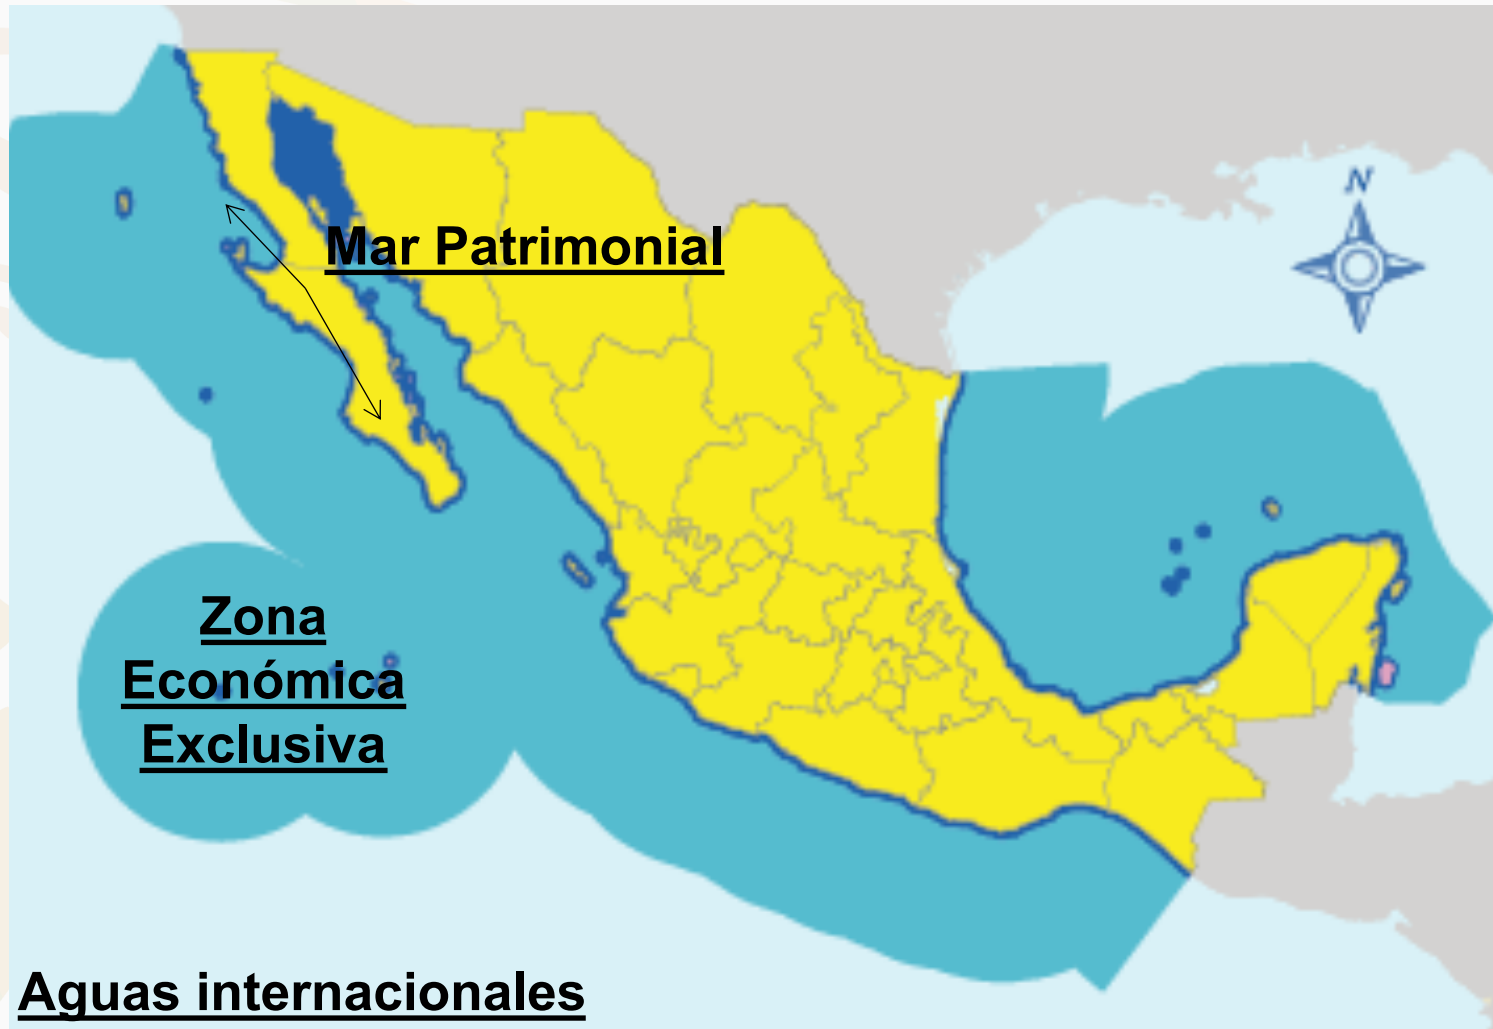 N
Mar Patrimonial
Zona
Económica
Exclusiva
Aguas internacionales